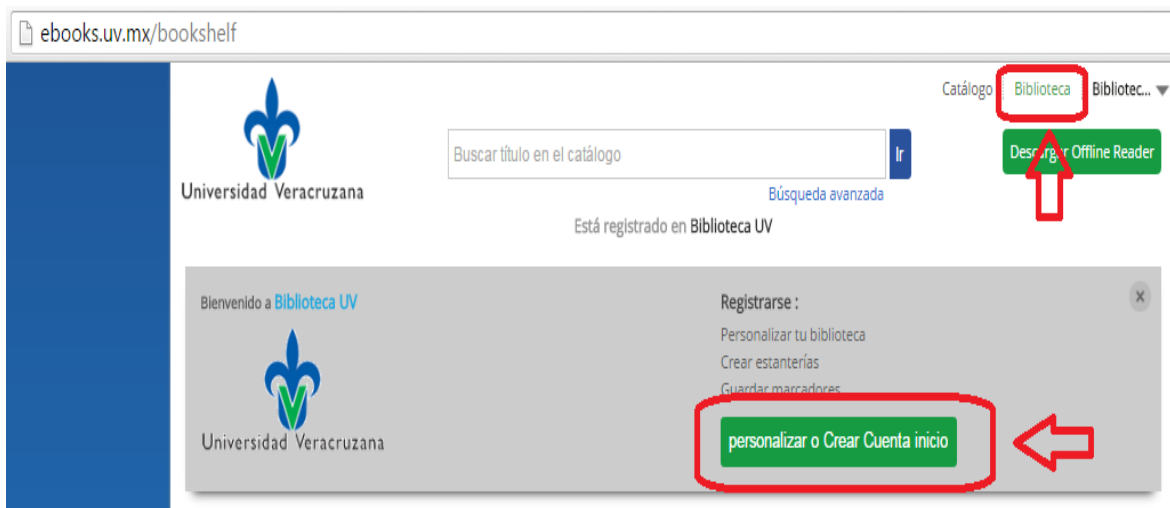 ebooks.uv.mx/bookshelf
Catálogo Biblioteca Bibliotec...
Universidad Veracruzana
Buscar título en el catálogo Ir
Descargar Offline Reader
Búsqueda avanzada
Está registrado en Biblioteca UV
Bienvenido a Biblioteca UV
Universidad Veracruzana
Registrarse :
Personalizar tu biblioteca
Crear estanterías
Guardar marcadores
personalizar o Crear Cuenta inicio
x